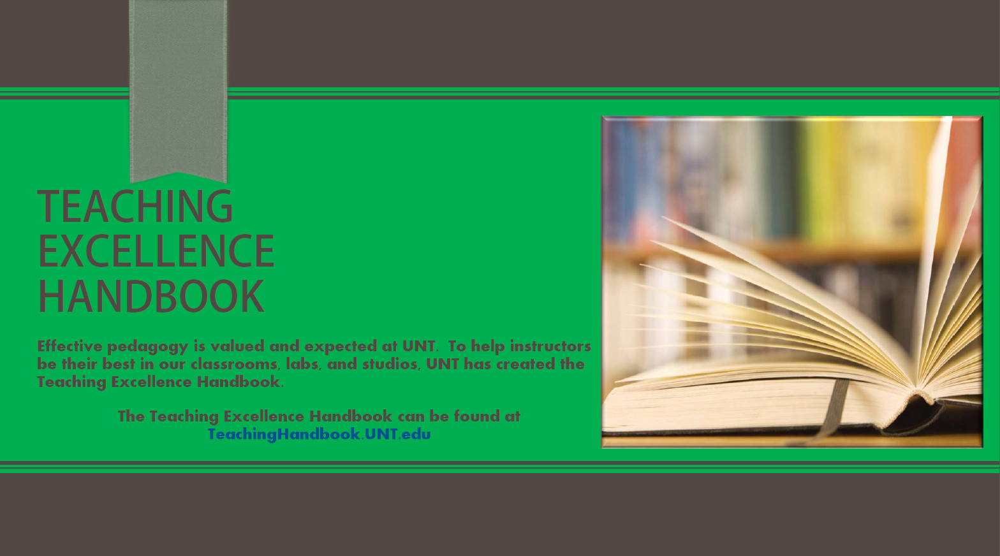 TEACHING
EXCELLENCE
HANDBOOK
Effective pedagogy is valued and expected at UNT.  To help instructors
be their best in our classrooms, labs, and studios, UNT has created the
Teaching Excellence Handbook.
The Teaching Excellence Handbook can be found at
TeachingHandbook.UNT.edu